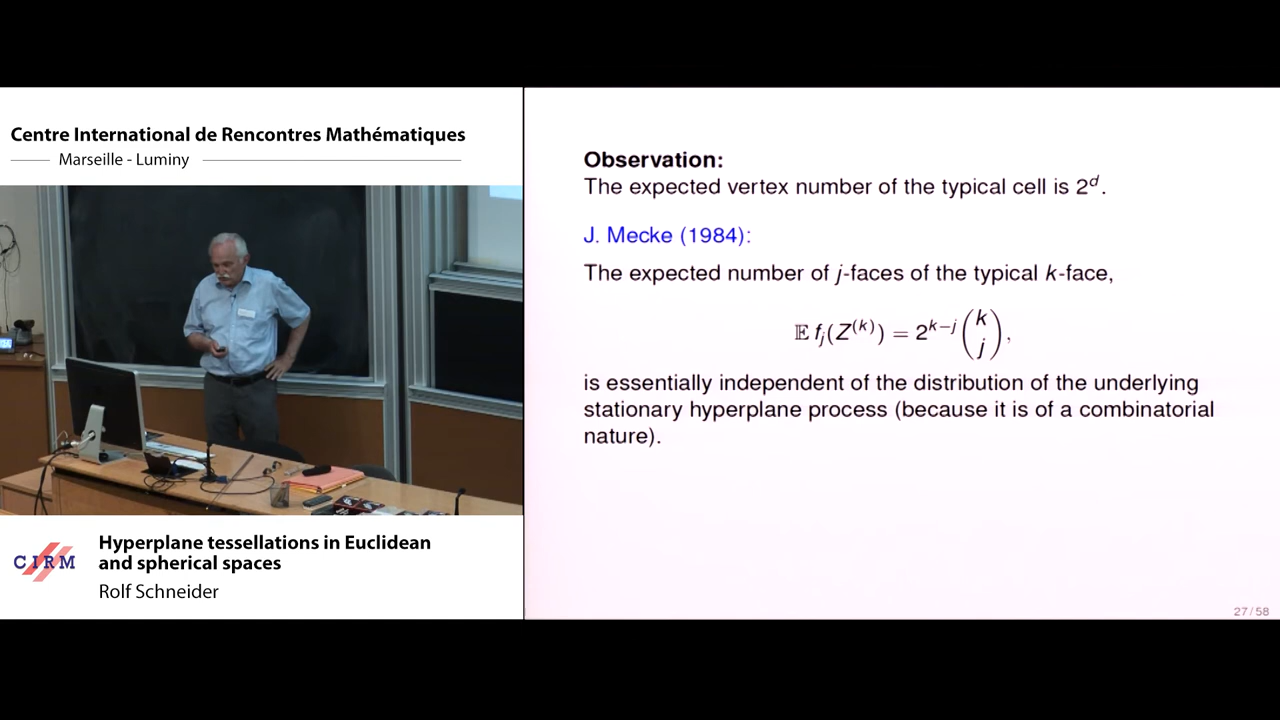 Centre International de Rencontres Mathématiques
Marseille - Luminy
CIRM
Hyperplane tessellations in Euclidean
and spherical spaces
Rolf Schneider
Observation:
The expected vertex number of the typical cell is 2^d.
J. Mecke (1984):
The expected number of j-faces of the typical k-face,
𝔼 f_j(Z^(k)) = 2^{k−j} \binom{k}{j},
is essentially independent of the distribution of the underlying
stationary hyperplane process (because it is of a combinatorial
nature).
27/58